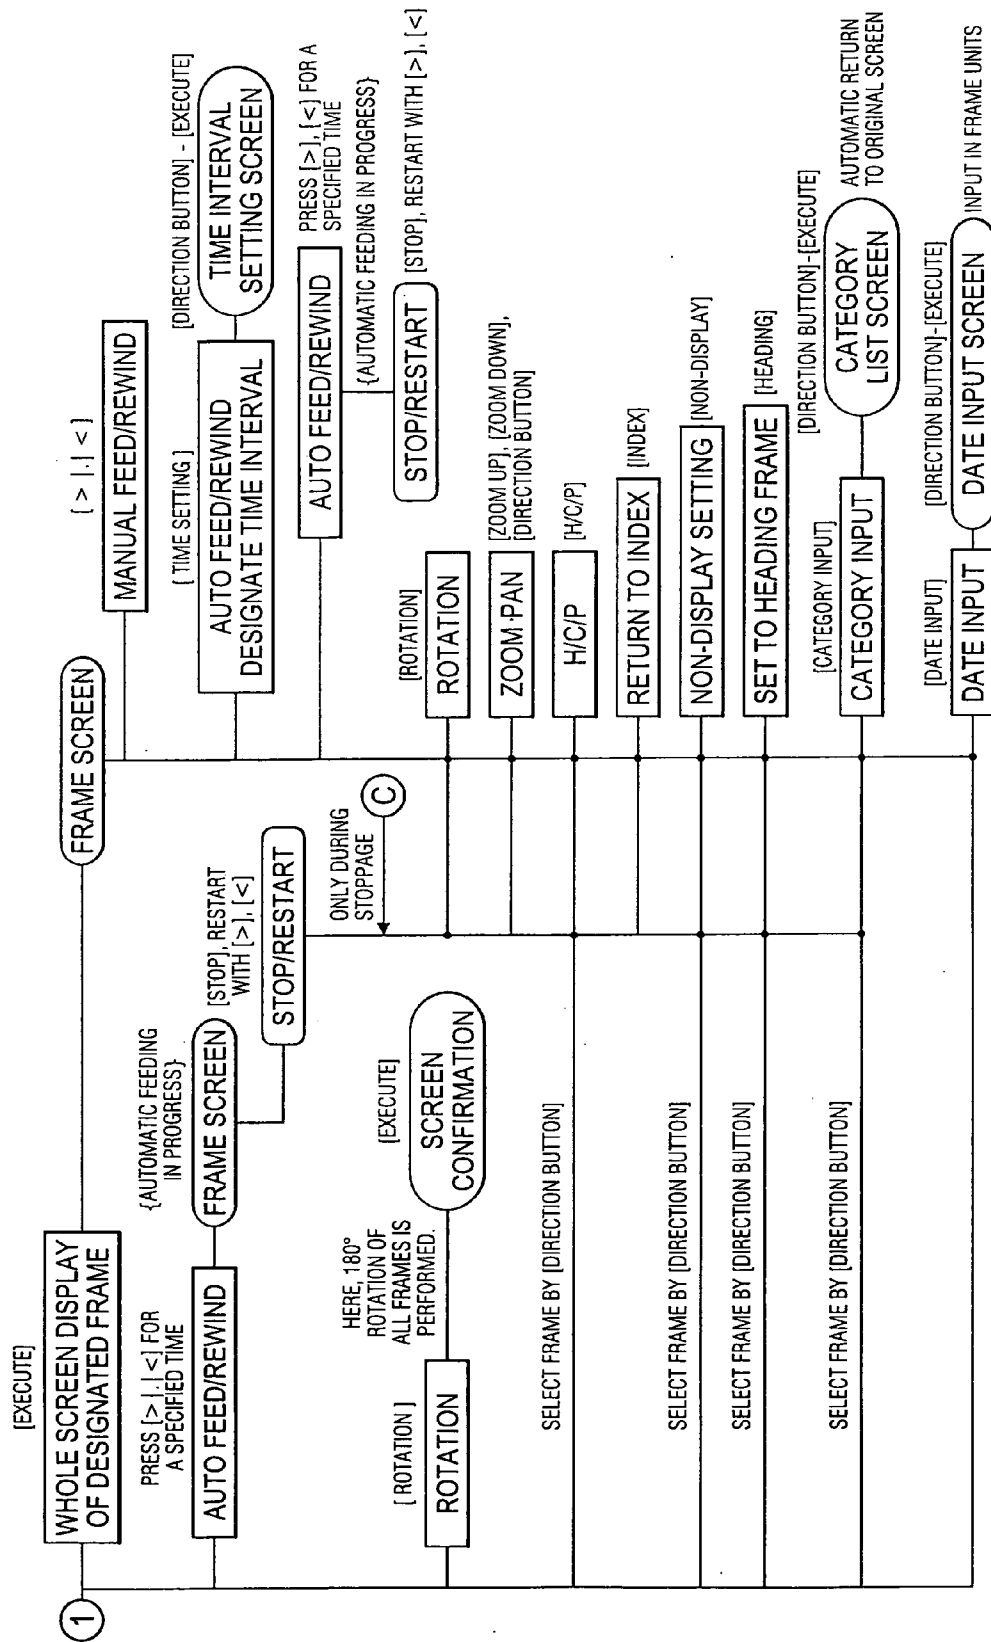 1
[EXECUTE]
WHOLE SCREEN DISPLAY
OF DESIGNATED FRAME
FRAME SCREEN
[ > ],[ < ]
MANUAL FEED/REWIND
PRESS [>],[<] FOR
A SPECIFIED TIME
AUTO FEED/REWIND
{AUTOMATIC FEEDING
IN PROGRESS}
FRAME SCREEN
[STOP], RESTART
WITH [>], [<]
STOP/RESTART
[ TIME SETTING ]
AUTO FEED/REWIND
DESIGNATE TIME INTERVAL
[DIRECTION BUTTON] - [EXECUTE]
TIME INTERVAL
SETTING SCREEN
AUTO FEED/REWIND
PRESS [>], [<] FOR A
SPECIFIED TIME
{AUTOMATIC FEEDING IN PROGRESS}
STOP/RESTART
[STOP], RESTART WITH [>], [<]
ONLY DURING
STOPPAGE
C
[ ROTATION ]
ROTATION
HERE, 180°
ROTATION OF
ALL FRAMES IS
PERFORMED.
[EXECUTE]
SCREEN
CONFIRMATION
[ROTATION]
ROTATION
ZOOM·PAN
[ZOOM UP], [ZOOM DOWN],
[DIRECTION BUTTON]
SELECT FRAME BY [DIRECTION BUTTON]
H/C/P
[H/C/P]
RETURN TO INDEX
[INDEX]
SELECT FRAME BY [DIRECTION BUTTON]
NON-DISPLAY SETTING
[NON-DISPLAY]
SELECT FRAME BY [DIRECTION BUTTON]
SET TO HEADING FRAME
[HEADING]
SELECT FRAME BY [DIRECTION BUTTON]
[CATEGORY INPUT]
CATEGORY INPUT
[DIRECTION BUTTON]-[EXECUTE]
CATEGORY
LIST SCREEN
AUTOMATIC RETURN
TO ORIGINAL SCREEN
[DATE INPUT]
DATE INPUT
[DIRECTION BUTTON]-[EXECUTE]
DATE INPUT SCREEN
INPUT IN FRAME UNITS